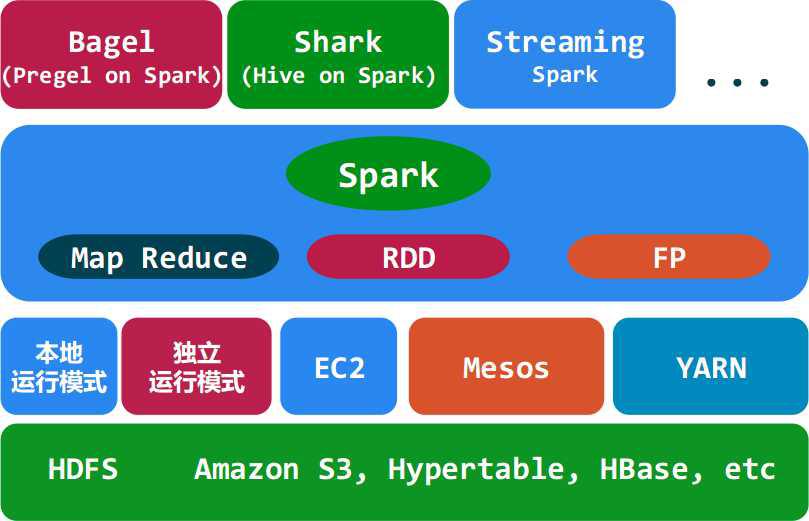 Bagel
(Pregel on Spark)
Shark
(Hive on Spark)
Streaming
Spark
...
Spark
Map Reduce
RDD
FP
本地
运行模式
独立
运行模式
EC2
Mesos
YARN
HDFS Amazon S3, Hypertable, HBase, etc